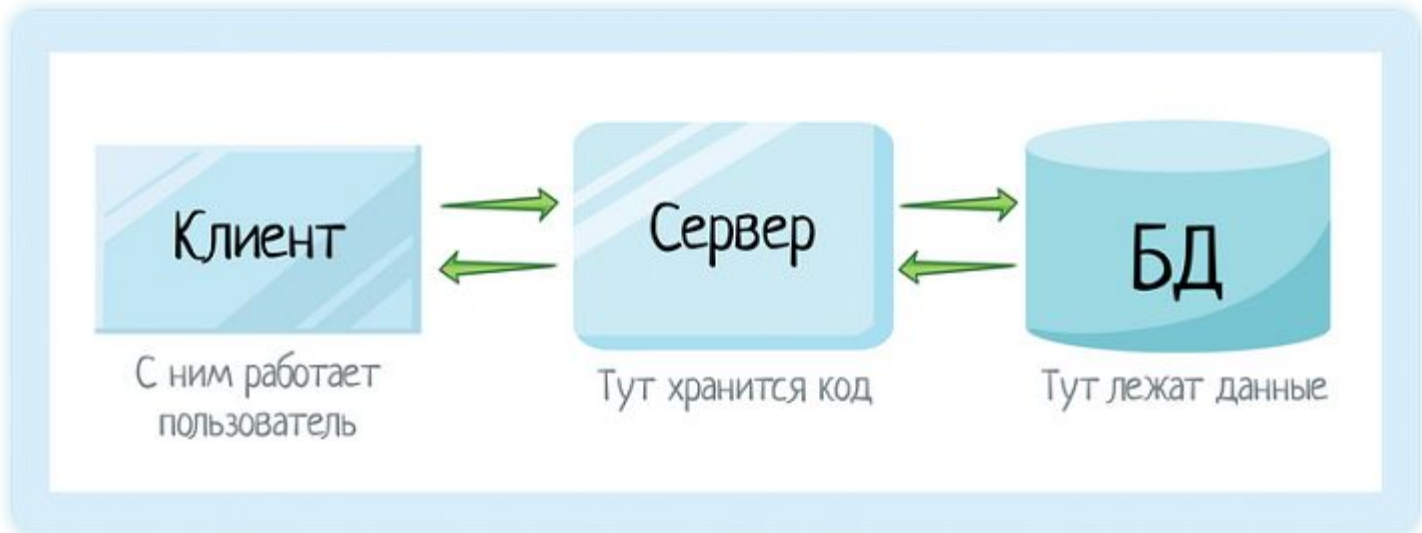 Клиент
С ним работает
пользователь
Сервер
Тут хранится код
БД
Тут лежат данные